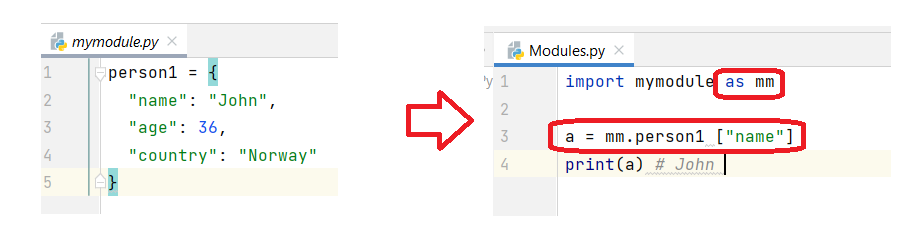 mymodule.py
1 person1 = {
2 "name": "John",
3 "age": 36,
4 "country": "Norway"
5 }
Modules.py
Py 1 import mymodule as mm
2
3 a = mm.person1 ["name"]
4 print(a) # John